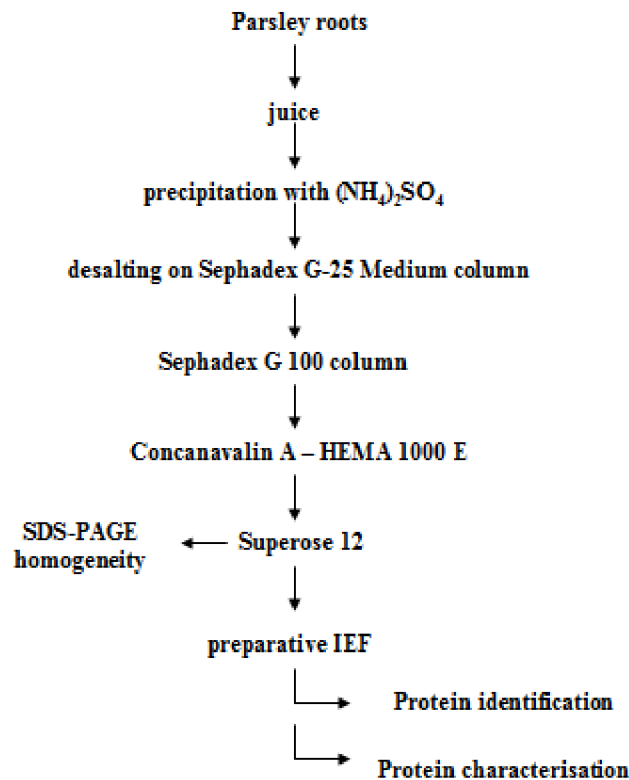 Parsley roots
juice
precipitation with (NH₄)₂SO₄
desalting on Sephadex G-25 Medium column
Sephadex G 100 column
Concanavalin A – HEMA 1000 E
SDS-PAGE
homogeneity
Superose 12
preparative IEF
Protein identification
Protein characterisation